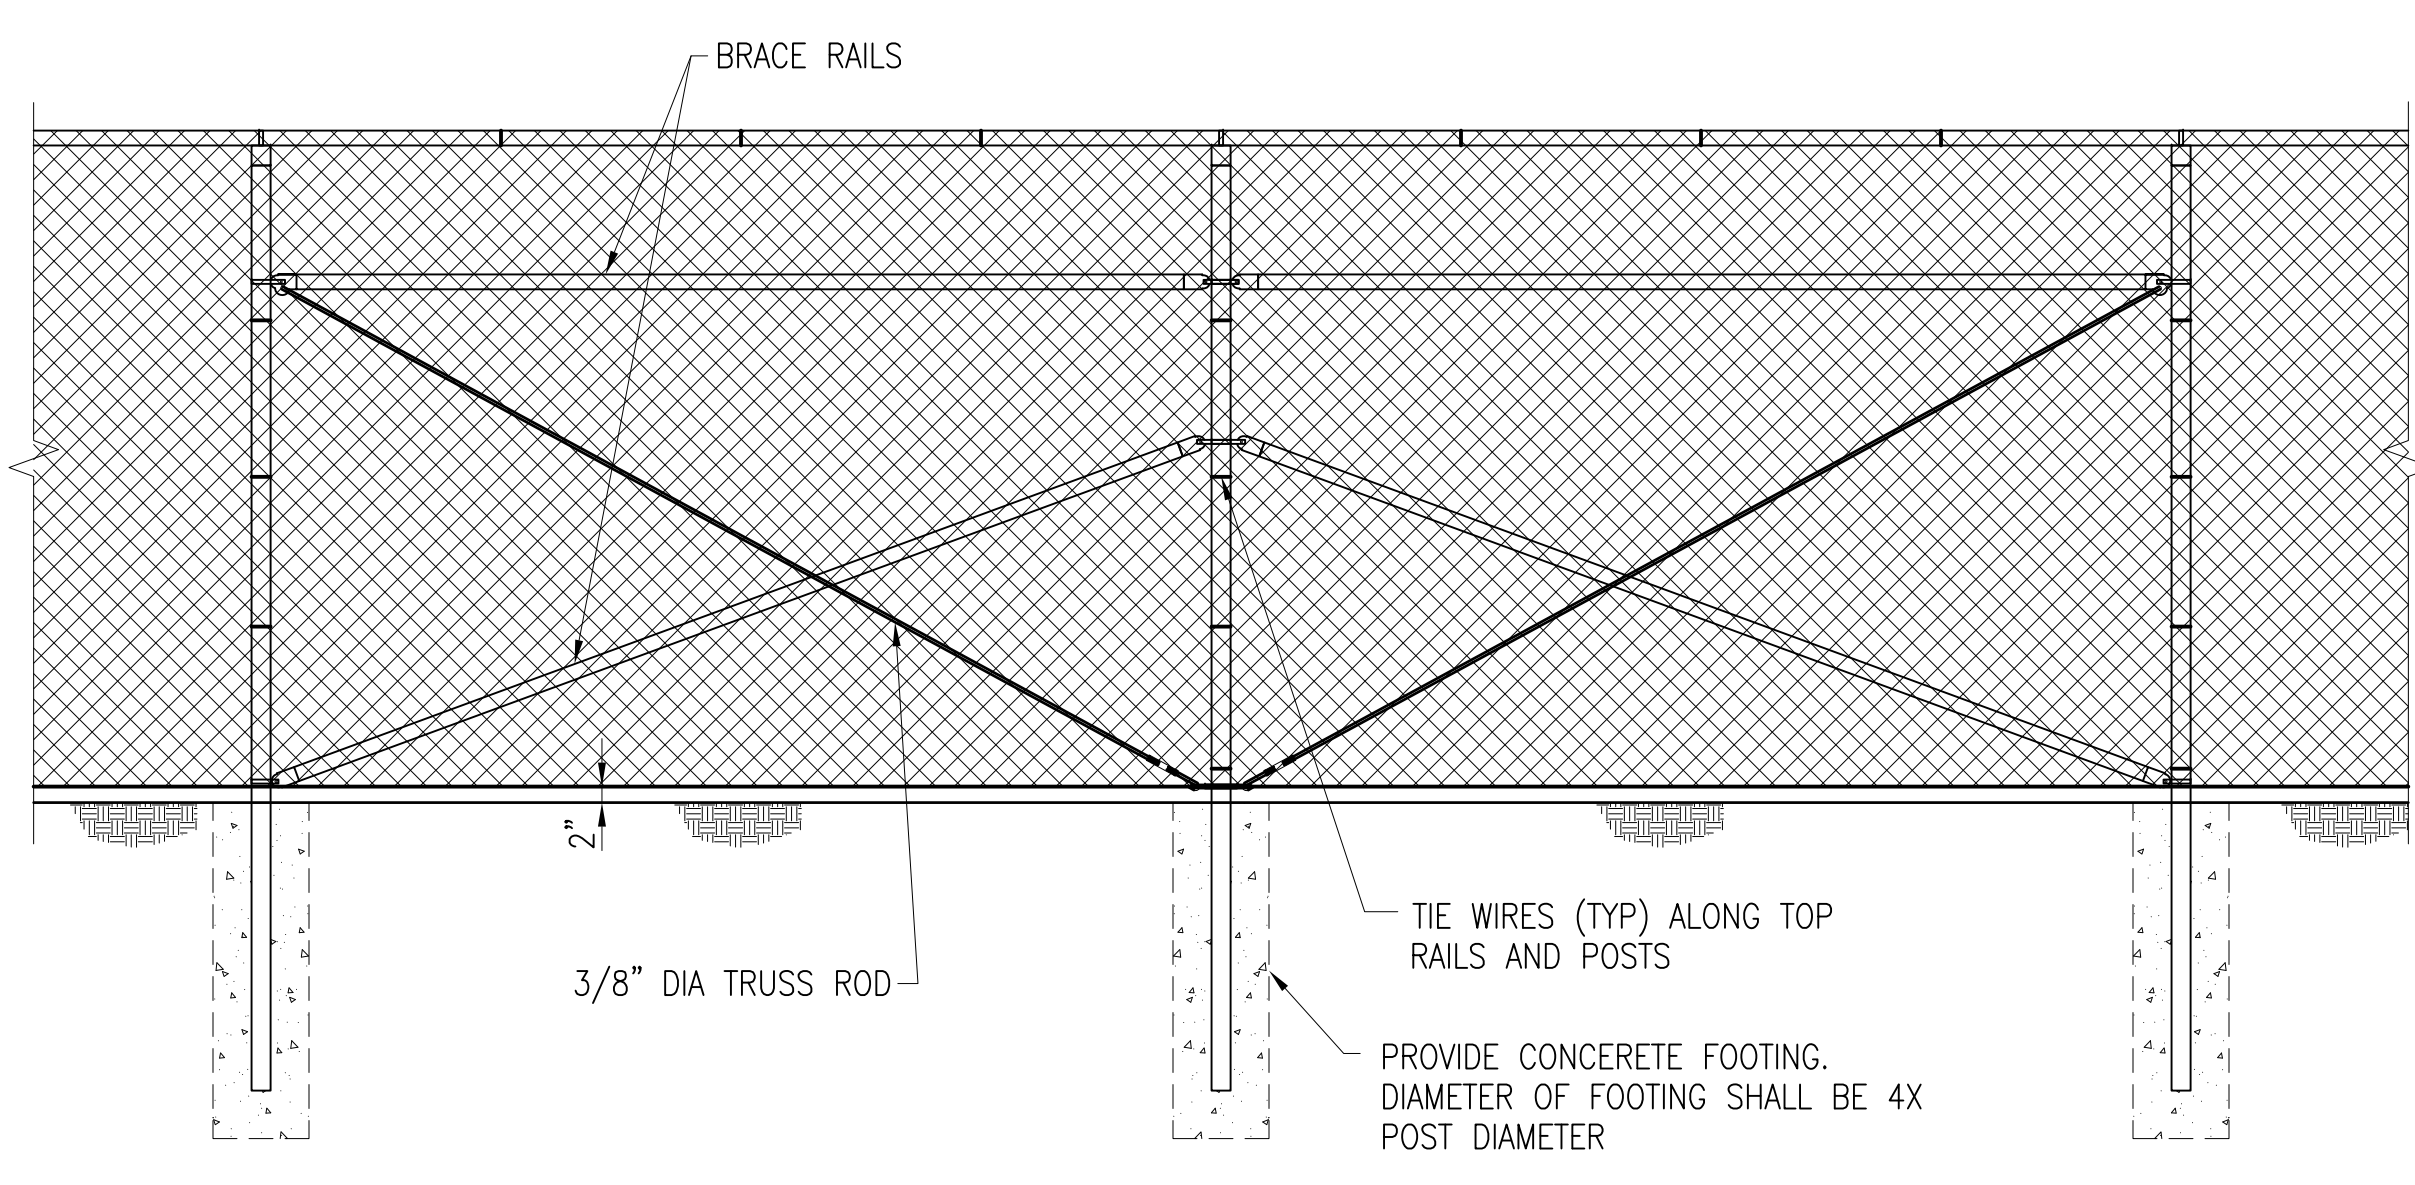 BRACE RAILS
2"
TIE WIRES (TYP) ALONG TOP
RAILS AND POSTS
3/8" DIA TRUSS ROD
PROVIDE CONCERETE FOOTING.
DIAMETER OF FOOTING SHALL BE 4X
POST DIAMETER